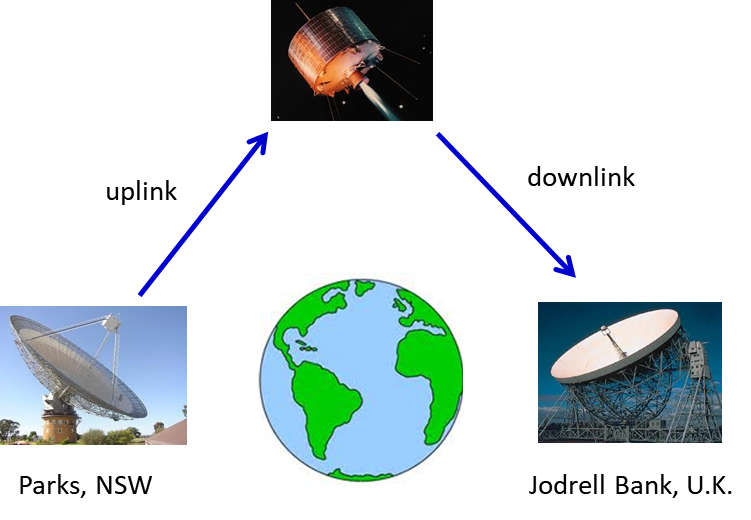 uplink
downlink
Parks, NSW
Jodrell Bank, U.K.